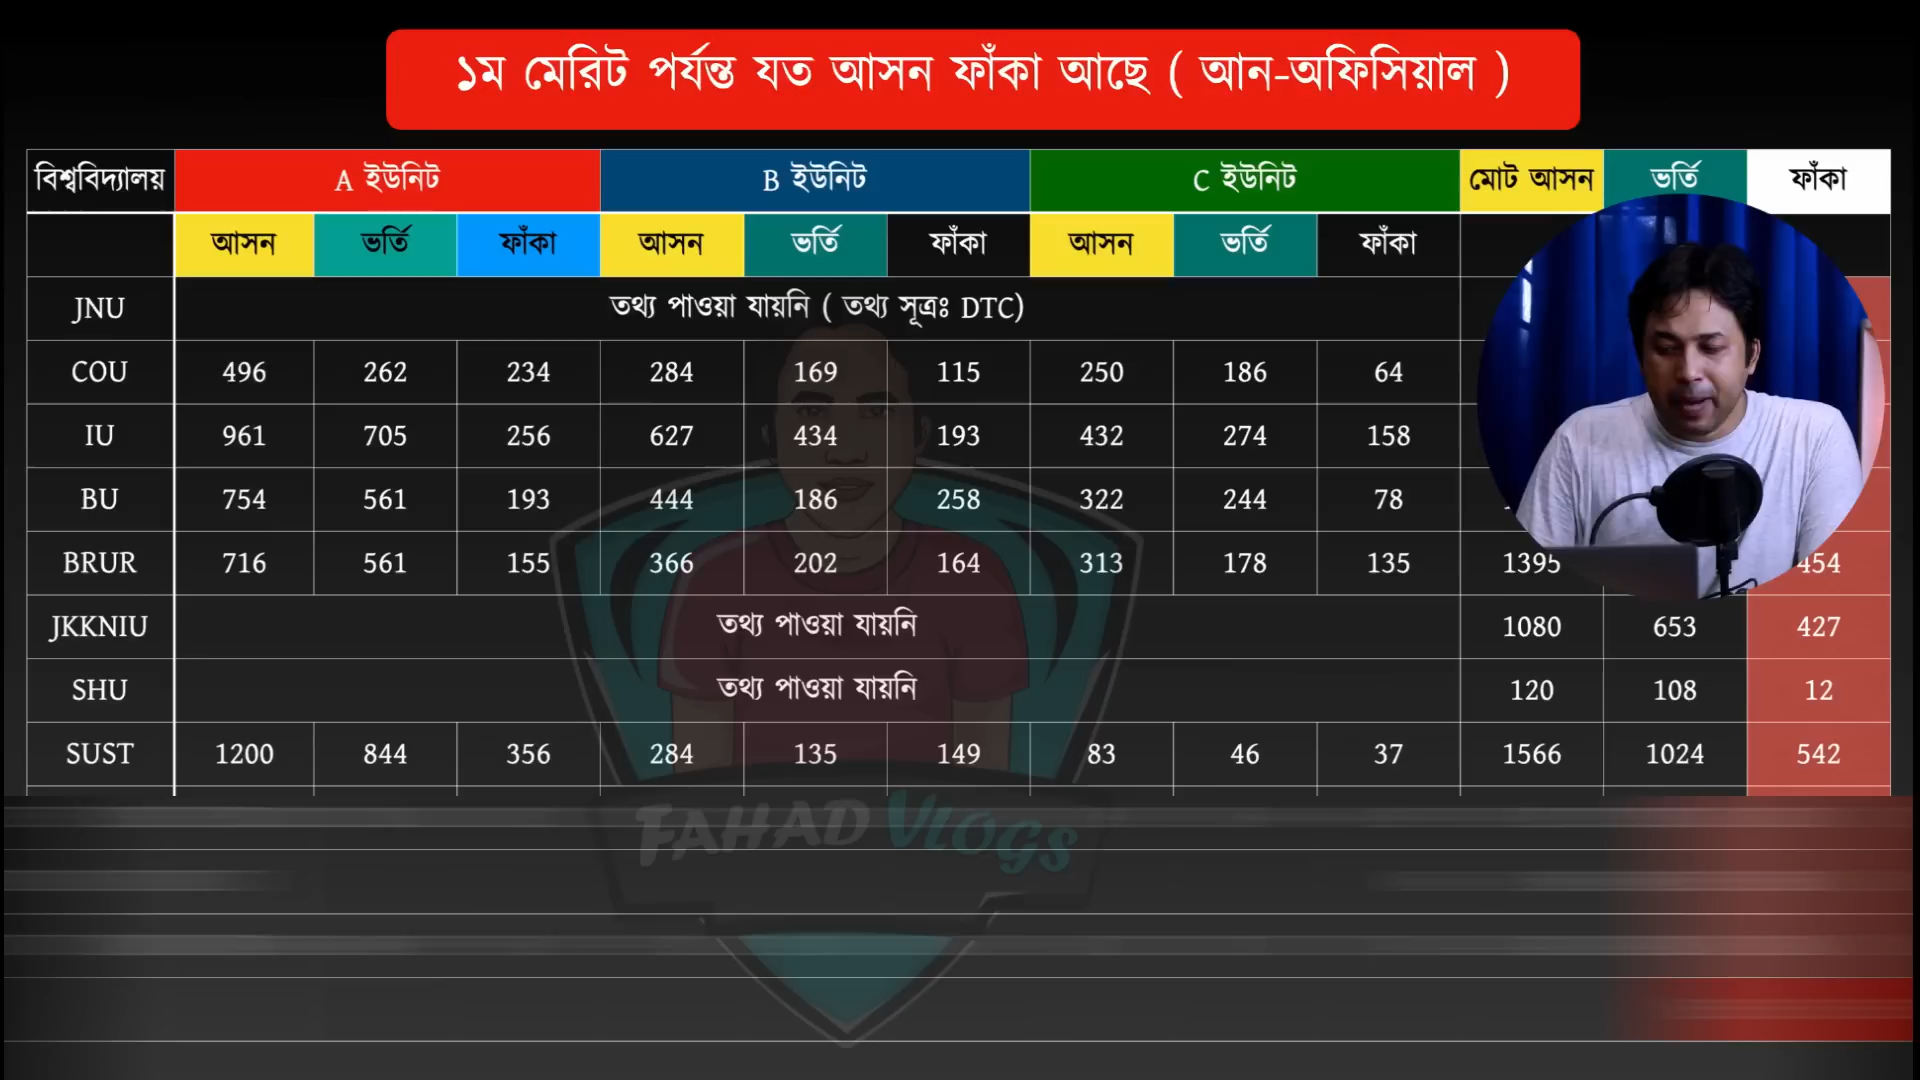 ১ম মেরিট পর্যন্ত যত আসন ফাঁকা আছে ( আন-অফিসিয়াল )
বিশ্ববিদ্যালয় A ইউনিট B ইউনিট C ইউনিট মোট আসন ভর্তি ফাঁকা
আসন ভর্তি ফাঁকা আসন ভর্তি ফাঁকা আসন ভর্তি ফাঁকা
JNU তথ্য পাওয়া যায়নি ( তথ্য সূত্রঃ DTC)
COU 496 262 234 284 169 115 250 186 64
IU 961 705 256 627 434 193 432 274 158
BU 754 561 193 444 186 258 322 244 78
BRUR 716 561 155 366 202 164 313 178 135 1395 454
JKKNIU তথ্য পাওয়া যায়নি 1080 653 427
SHU তথ্য পাওয়া যায়নি 120 108 12
SUST 1200 844 356 284 135 149 83 46 37 1566 1024 542
FAHAD VLOGS